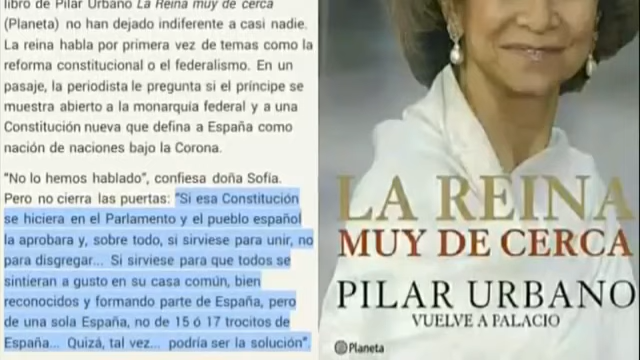 libro de Pilar Urbano La Reina muy de cerca
(Planeta) no han dejado indiferente a casi nadie.
La reina habla por primera vez de temas como la
reforma constitucional o el federalismo. En un
pasaje, la periodista le pregunta si el príncipe se
muestra abierto a la monarquía federal y a una
Constitución nueva que defina a España como
nación de naciones bajo la Corona.
"No lo hemos hablado", confiesa doña Sofía.
Pero no cierra las puertas: "Si esa Constitución
se hiciera en el Parlamento y el pueblo español
la aprobara y, sobre todo, si sirviese para unir, no
para disgregar... Si sirviese para que todos se
sintieran a gusto en su casa común, bien
reconocidos y formando parte de España, pero
de una sola España, no de 15 ó 17 trocitos de
España... Quizá, tal vez... podría ser la solución".
LA REINA
MUY DE CERCA
PILAR URBANO
VUELVE A PALACIO
Planeta